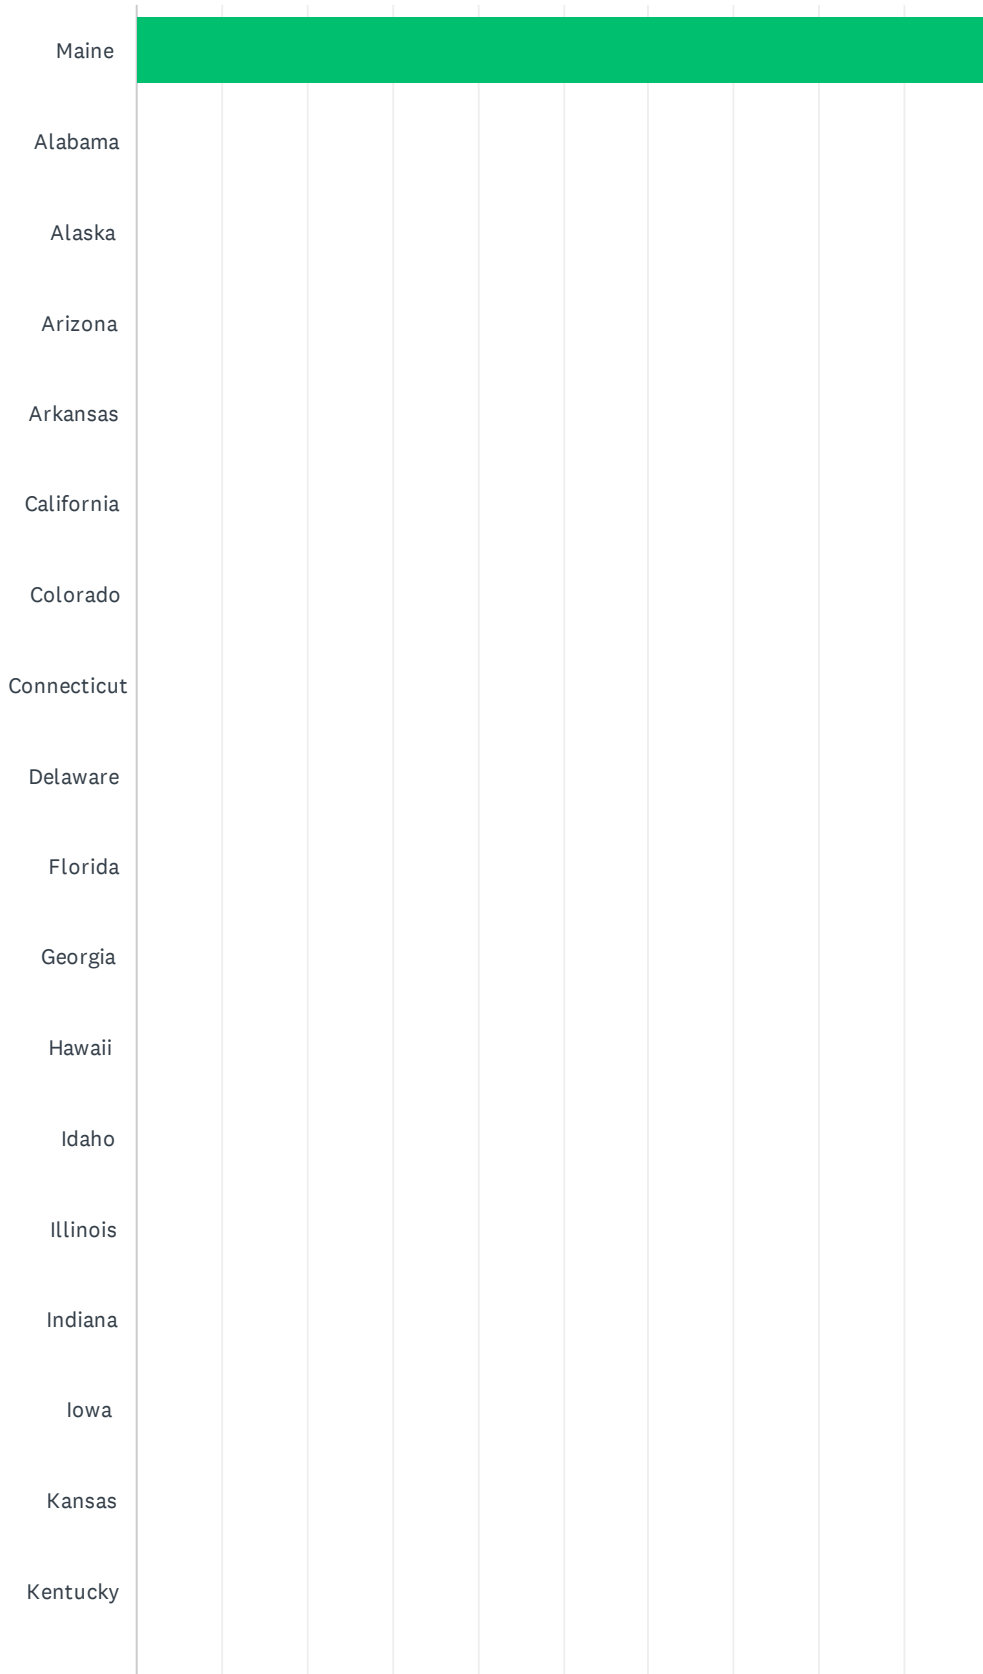 Maine
Alabama
Alaska
Arizona
Arkansas
California
Colorado
Connecticut
Delaware
Florida
Georgia
Hawaii
Idaho
Illinois
Indiana
Iowa
Kansas
Kentucky